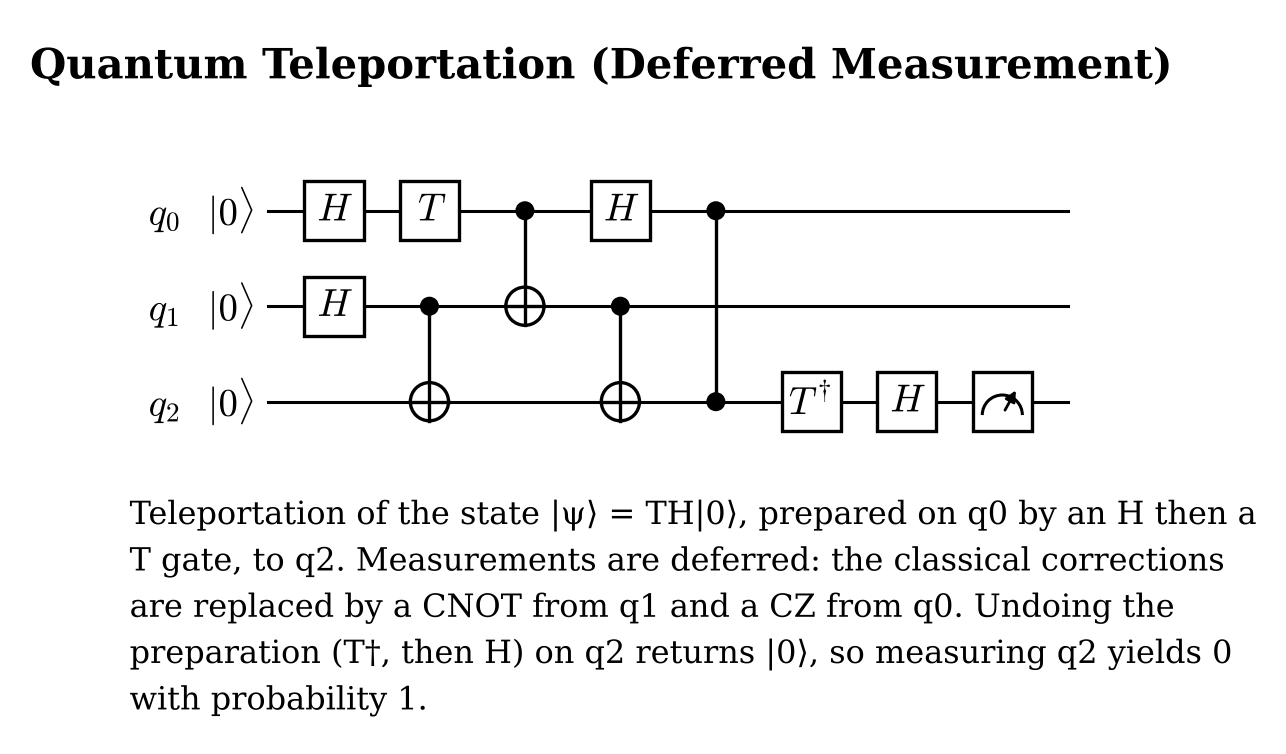 Quantum Teleportation (Deferred Measurement)
q0 |0⟩ H T H
q1 |0⟩ H
q2 |0⟩ T† H
Teleportation of the state |ψ⟩ = TH|0⟩, prepared on q0 by an H then a
T gate, to q2. Measurements are deferred: the classical corrections
are replaced by a CNOT from q1 and a CZ from q0. Undoing the
preparation (T†, then H) on q2 returns |0⟩, so measuring q2 yields 0
with probability 1.